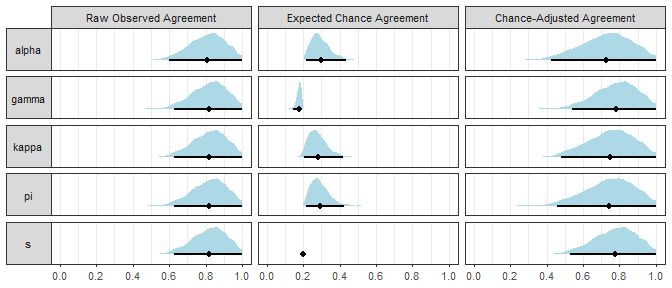 Raw Observed Agreement Expected Chance Agreement Chance-Adjusted Agreement
alpha
gamma
kappa
pi
s
0.0 0.2 0.4 0.6 0.8 1.0 0.0 0.2 0.4 0.6 0.8 1.0 0.0 0.2 0.4 0.6 0.8 1.0